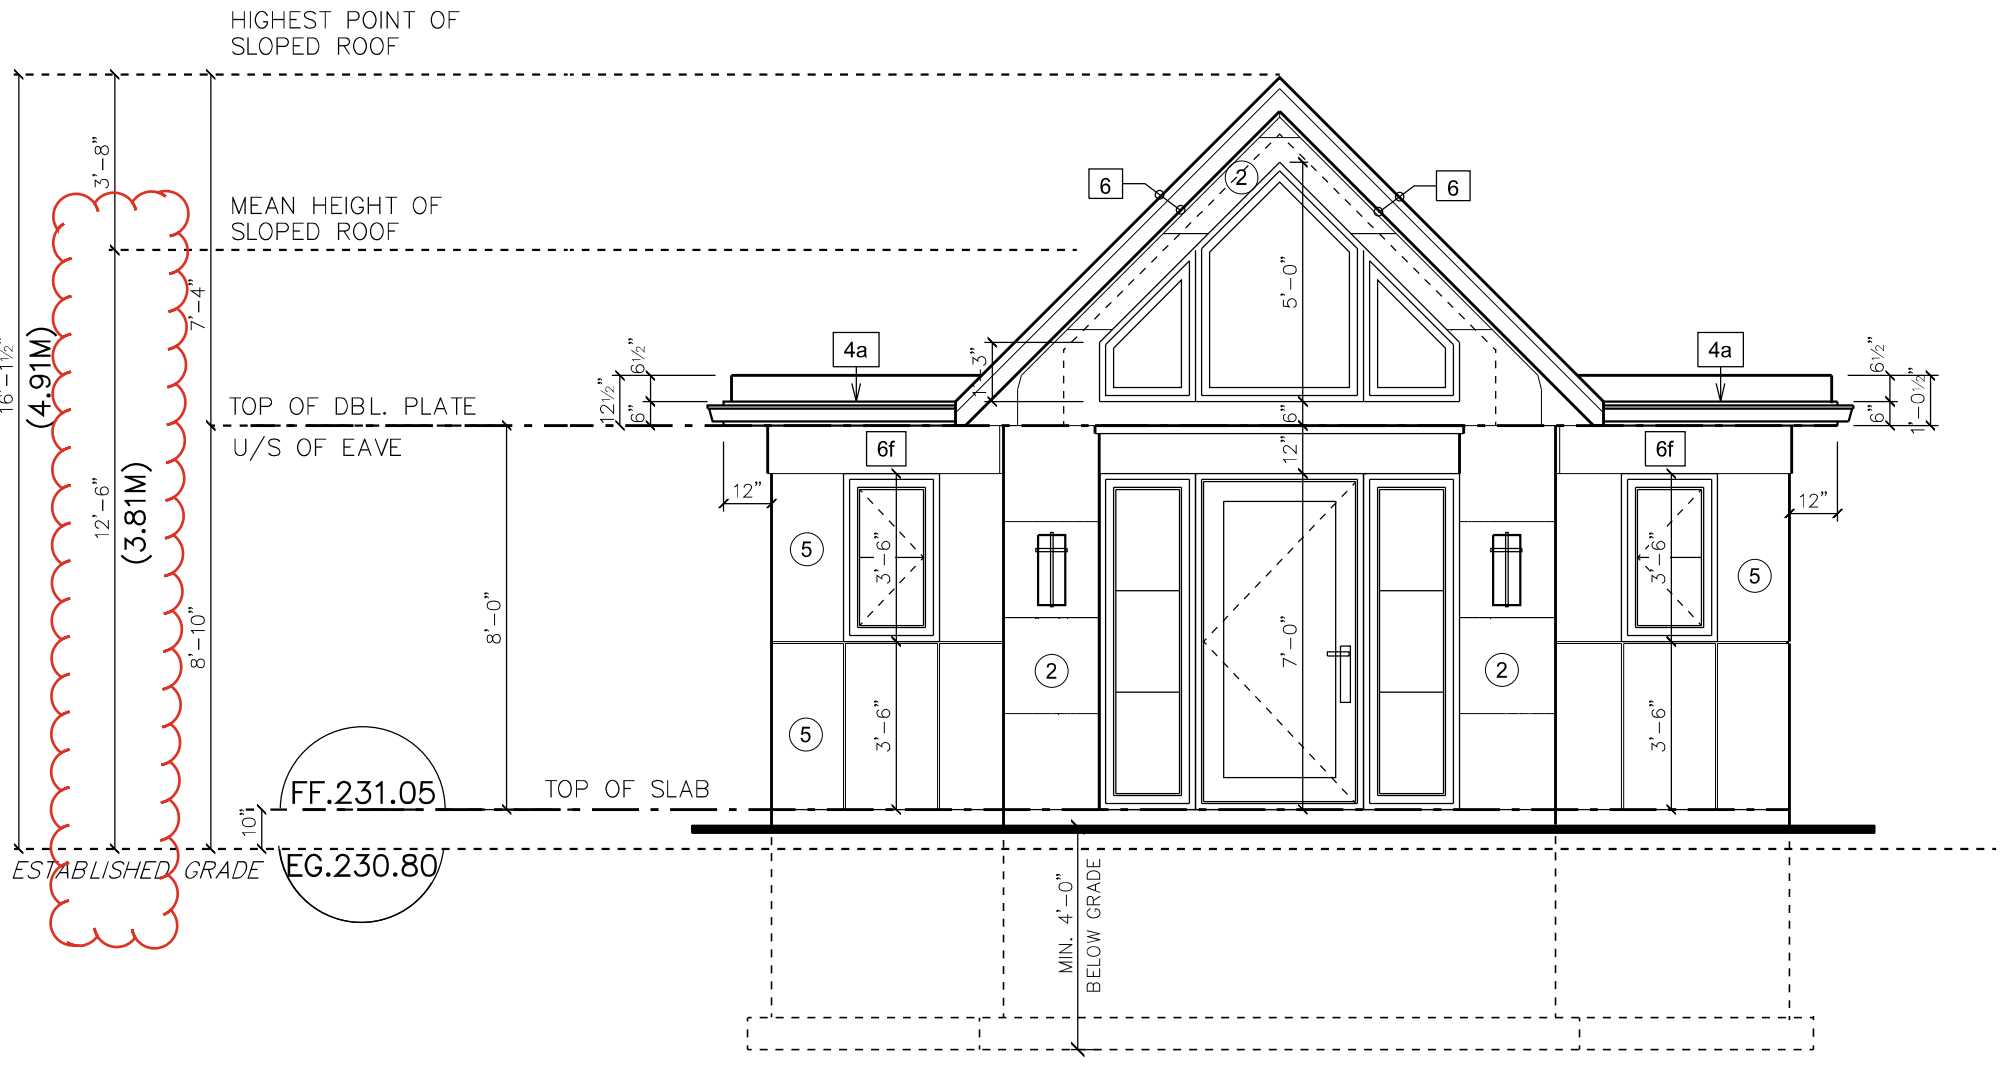 HIGHEST POINT OF
SLOPED ROOF
3'-8"
MEAN HEIGHT OF
SLOPED ROOF
6
2
6
7'-4"
5'-0"
16'-1½"
(4.91M)
4a
4a
6½"
12½"
6"
6½"
6"
1'-0½"
TOP OF DBL. PLATE
U/S OF EAVE
6"
12"
6f
6f
12"
12"
12'-6"
(3.81M)
5
3'-6"
3'-6"
5
8'-10"
8'-0"
7'-0"
2
2
5
3'-6"
3'-6"
FF.231.05
TOP OF SLAB
10"
ESTABLISHED GRADE
EG.230.80
MIN. 4'-0"
BELOW GRADE